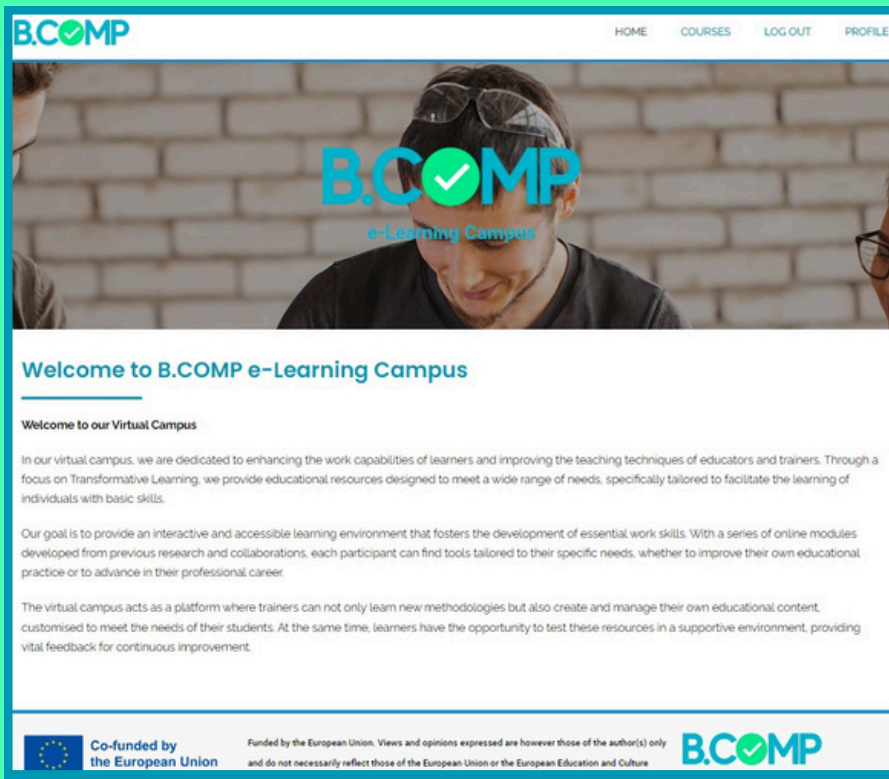 B.COMP
HOME COURSES LOG OUT PROFILE
B.COMP
e-Learning Campus
Welcome to B.COMP e-Learning Campus
Welcome to our Virtual Campus
In our virtual campus, we are dedicated to enhancing the work capabilities of learners and improving the teaching techniques of educators and trainers. Through a
focus on Transformative Learning, we provide educational resources designed to meet a wide range of needs, specifically tailored to facilitate the learning of
individuals with basic skills.
Our goal is to provide an interactive and accessible learning environment that fosters the development of essential work skills. With a series of online modules
developed from previous research and collaborations, each participant can find tools tailored to their specific needs, whether to improve their own educational
practice or to advance in their professional career.
The virtual campus acts as a platform where trainers can not only learn new methodologies but also create and manage their own educational content,
customised to meet the needs of their students. At the same time, learners have the opportunity to test these resources in a supportive environment, providing
vital feedback for continuous improvement.
Co-funded by
the European Union
Funded by the European Union. Views and opinions expressed are however those of the author(s) only
and do not necessarily reflect those of the European Union or the European Education and Culture
B.COMP